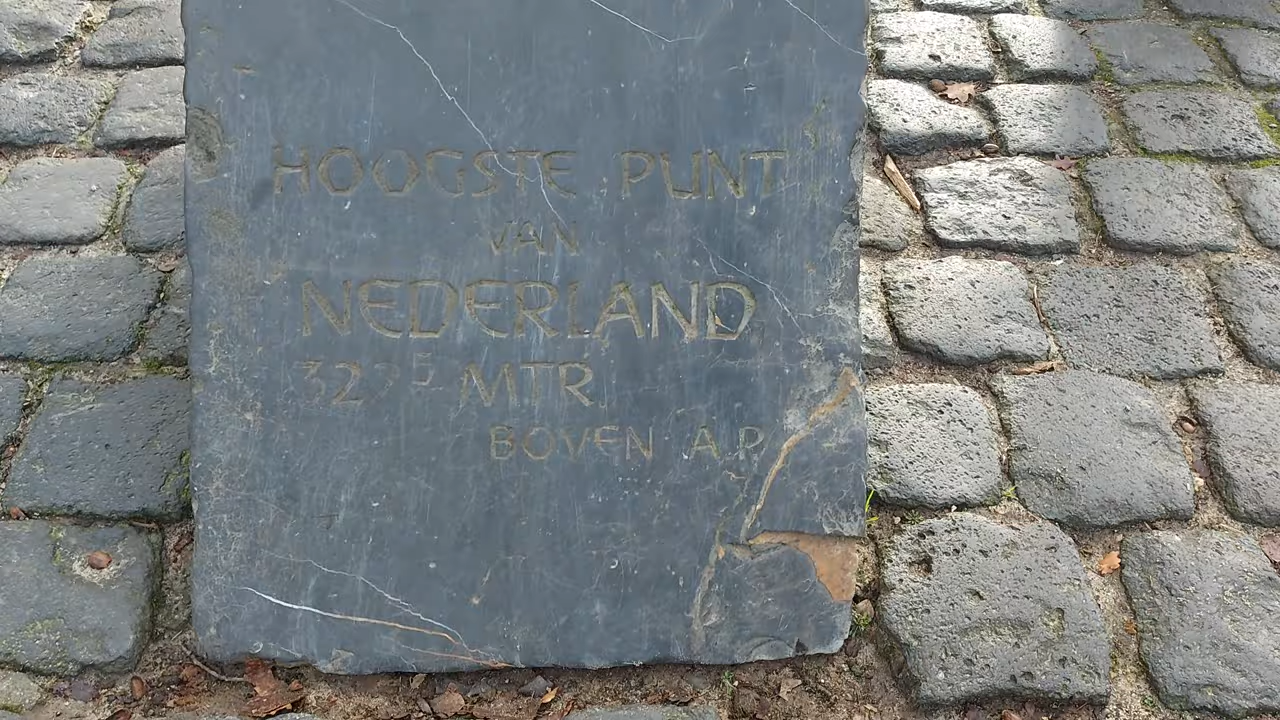 HOOGSTE PUNT
VAN
NEDERLAND
322⁵ MTR.
BOVEN A.P.